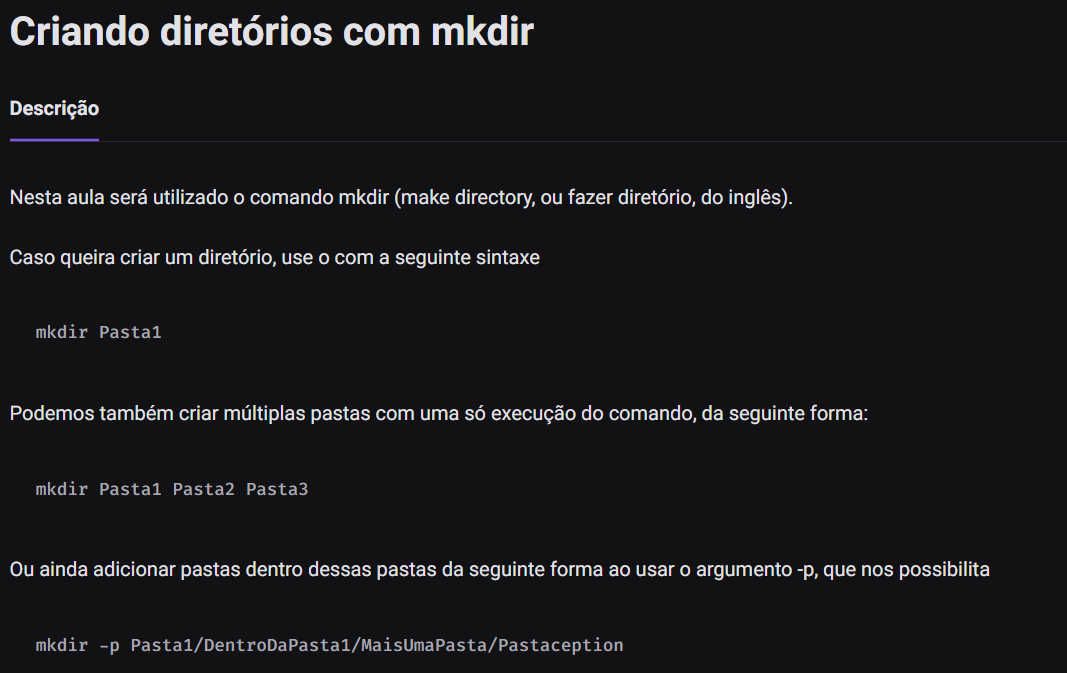 Criando diretórios com mkdir
Descrição
Nesta aula será utilizado o comando mkdir (make directory, ou fazer diretório, do inglês).
Caso queira criar um diretório, use o com a seguinte sintaxe
mkdir Pasta1
Podemos também criar múltiplas pastas com uma só execução do comando, da seguinte forma:
mkdir Pasta1 Pasta2 Pasta3
Ou ainda adicionar pastas dentro dessas pastas da seguinte forma ao usar o argumento -p, que nos possibilita
mkdir -p Pasta1/DentroDaPasta1/MaisUmaPasta/Pastaception